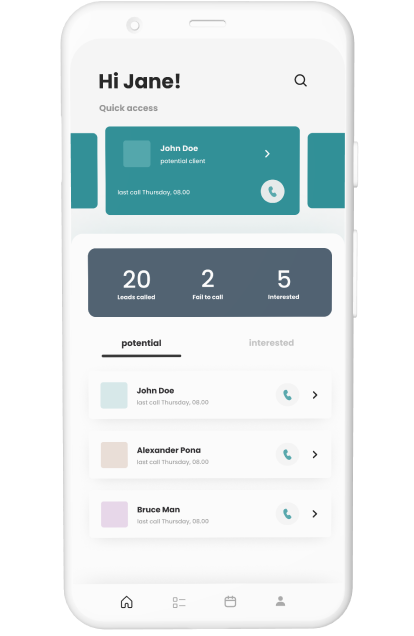 Hi Jane!
Quick access
John Doe
potential client
last call Thursday, 08.00
20 2 5
Leads called Fail to call Interested
potential interested
John Doe
last call Thursday, 08.00
Alexander Pona
last call Thursday, 08.00
Bruce Man
last call Thursday, 08.00